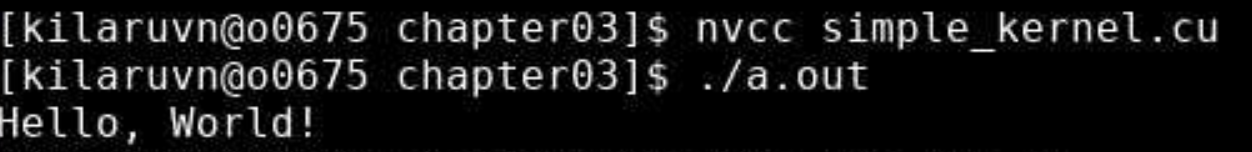 [kilaruvn@o0675 chapter03]$ nvcc simple_kernel.cu
[kilaruvn@o0675 chapter03]$ ./a.out
Hello, World!